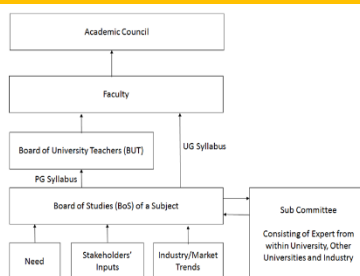 Academic Council
Faculty
Board of University Teachers (BUT)
UG Syllabus
PG Syllabus
Board of Studies (BoS) of a Subject
Sub Committee
Consisting of Expert from
within University, Other
Universities and Industry
Need
Stakeholders'
Inputs
Industry/Market
Trends